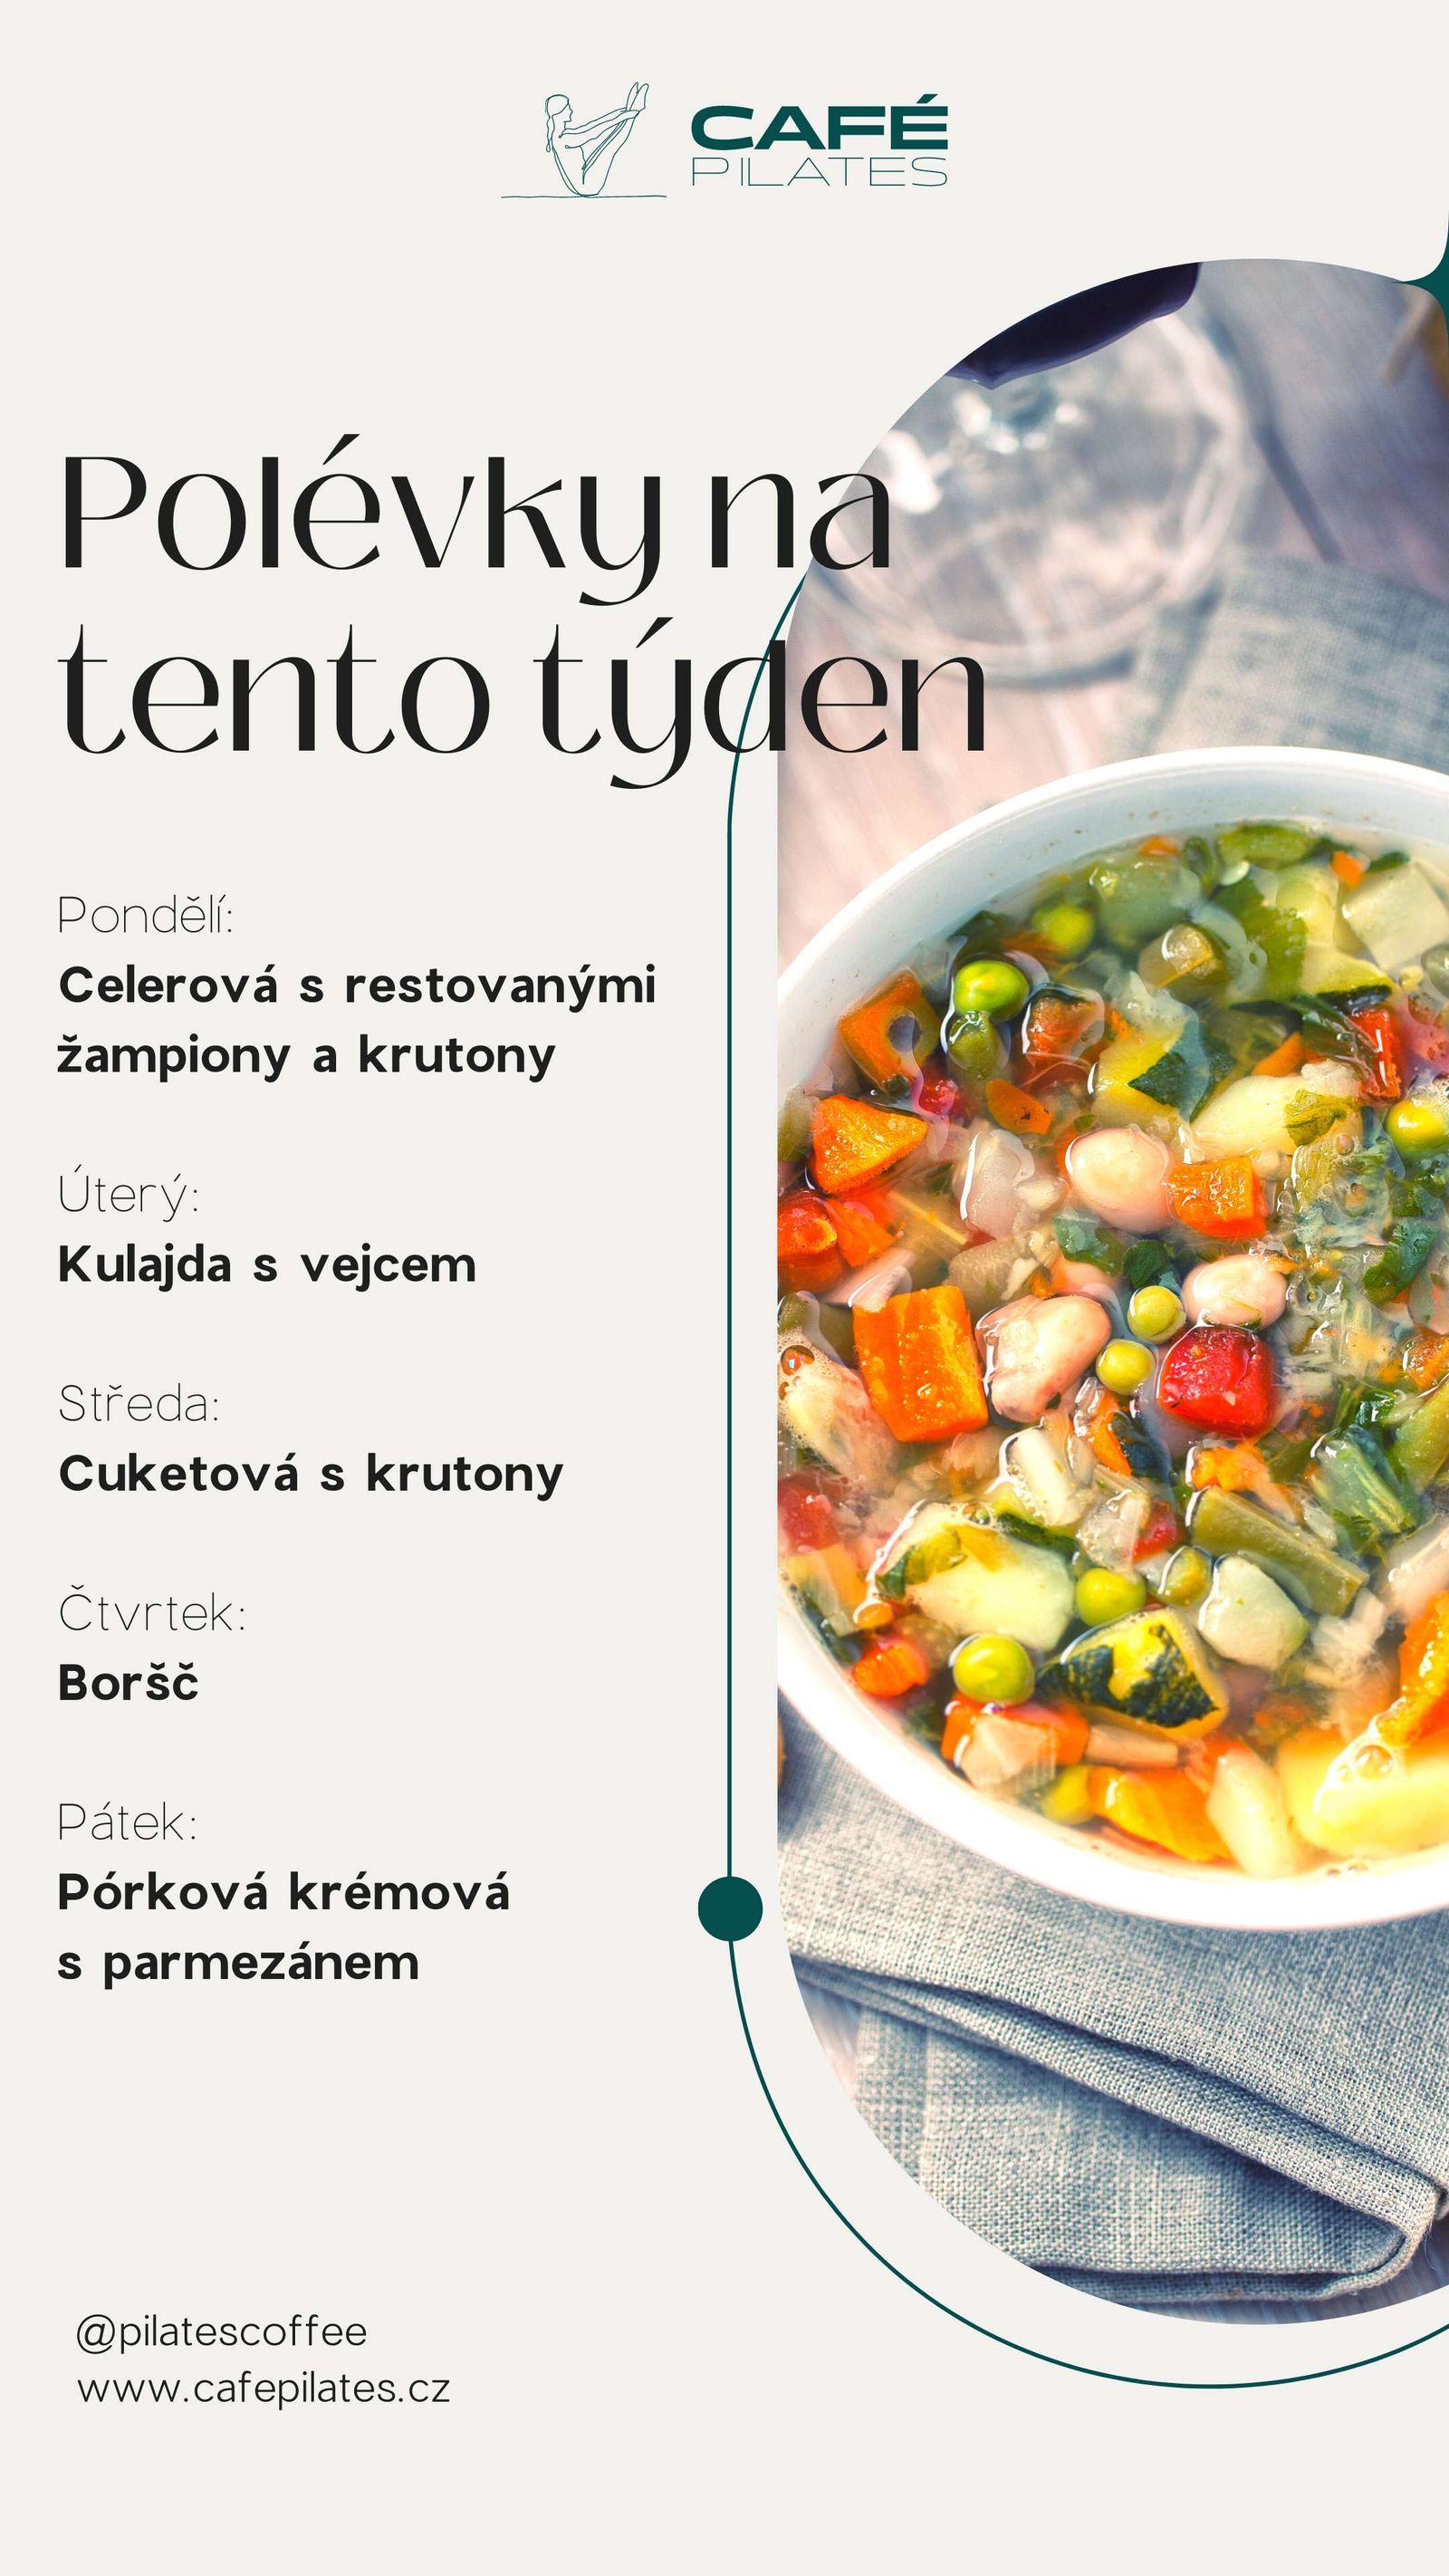 CAFÉ
PILATES
Polévky na
tento týden
Pondělí:
Celerová s restovanými
žampiony a krutony
Úterý:
Kulajda s vejcem
Středa:
Cuketová s krutony
Čtvrtek:
Boršč
Pátek:
Pórková krémová
s parmezánem
@pilatescoffee
www.cafepilates.cz